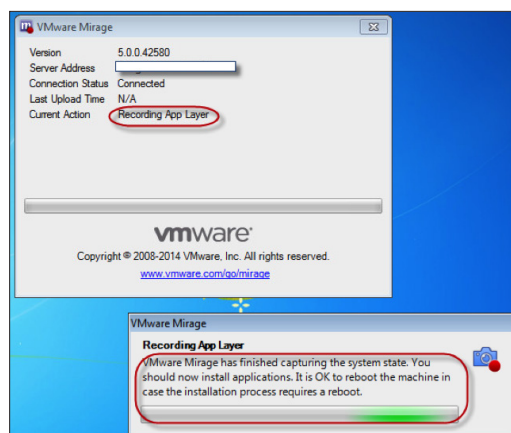 VMware Mirage
Version 5.0.0.42580
Server Address
Connection Status Connected
Last Upload Time N/A
Current Action Recording App Layer
vmware
Copyright © 2008-2014 VMware, Inc. All rights reserved.
www.vmware.com/go/mirage
VMware Mirage
Recording App Layer
VMware Mirage has finished capturing the system state. You
should now install applications. It is OK to reboot the machine in
case the installation process requires a reboot.